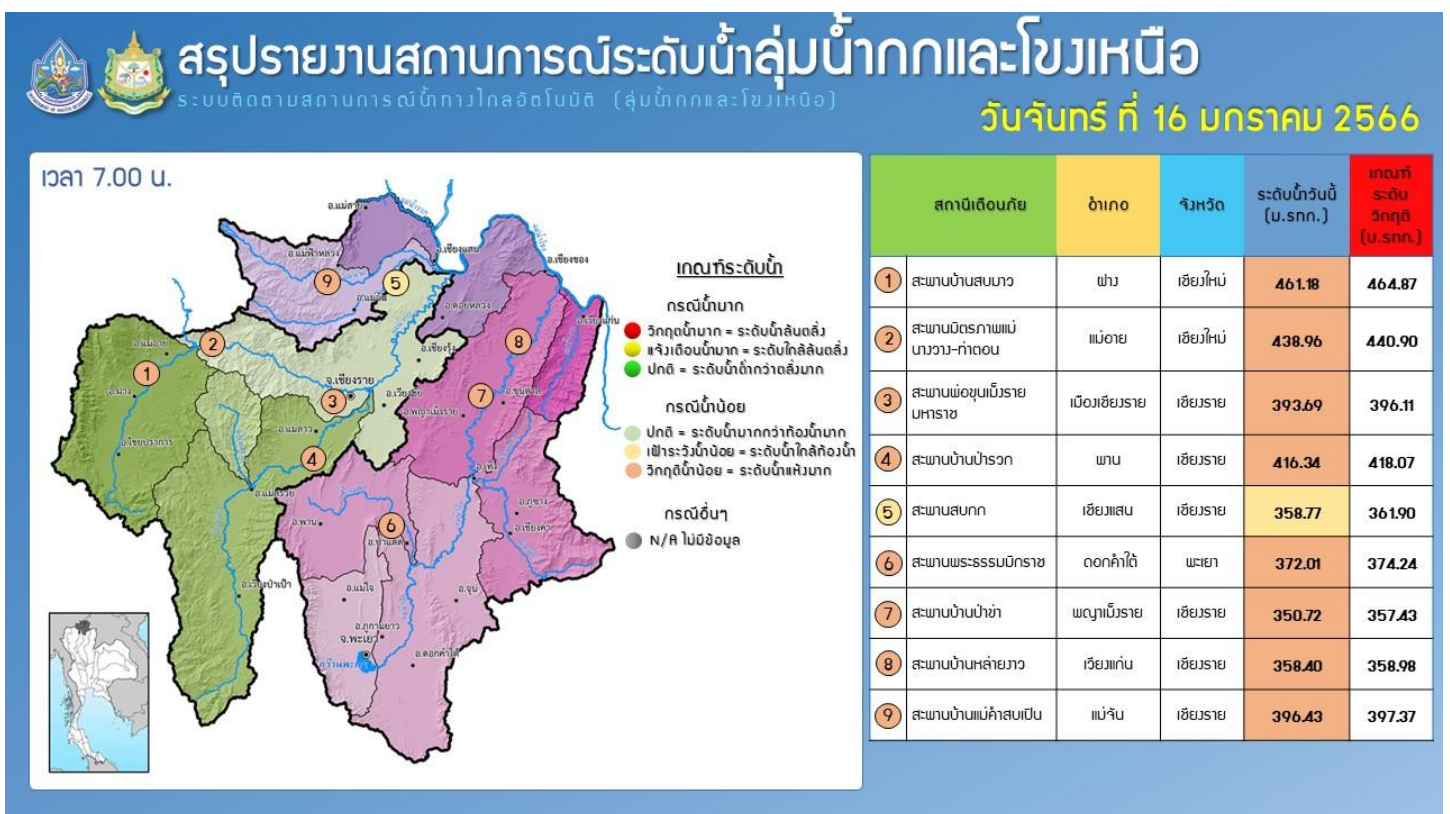 สรุปรายงานสถานการณ์ระดับน้ำลุ่มน้ำกกและโขงเหนือ
ระบบติดตามสถานการณ์น้ำทางไกลอัตโนมัติ (ลุ่มน้ำกกและโขงเหนือ)
วันจันทร์ ที่ 16 มกราคม 2566
เวลา 7.00 น.
อ.แม่สาย
อ.แม่ฟ้าหลวง
อ.เชียงแสน
อ.เชียงของ
9
5
อ.แม่จัน
อ.ดอยหลวง
อ.เวียงแก่น
2
8
อ.แม่อาย
อ.เชียงรุ้ง
1
จ.เชียงราย
อ.ฝาง
3
อ.เวียงชัย
7
อ.ขุนตาล
อ.พญาเม็งราย
อ.แม่ลาว
อ.ไชยปราการ
4
อ.เทิง
อ.แม่สรวย
อ.ภูซาง
อ.พาน
6
อ.เชียงคำ
อ.ป่าแดด
อ.เวียงป่าเป้า
อ.แม่ใจ
อ.จุน
อ.ภูกามยาว
จ.พะเยา
อ.ดอกคำใต้
กว๊านพะเยา
เกณฑ์ระดับน้ำ
กรณีน้ำมาก
วิกฤตน้ำมาก = ระดับน้ำล้นตลิ่ง
แจ้งเตือนน้ำมาก = ระดับใกล้ล้นตลิ่ง
ปกติ = ระดับน้ำต่ำกว่าตลิ่งมาก
กรณีน้ำน้อย
ปกติ = ระดับน้ำมากกว่าท้องน้ำมาก
เฝ้าระวังน้ำน้อย = ระดับน้ำใกล้ท้องน้ำ
วิกฤติน้ำน้อย = ระดับน้ำแห้งมาก
กรณีอื่นๆ
N/A ไม่มีข้อมูล
สถานีเตือนภัย อำเภอ จังหวัด ระดับน้ำวันนี้ (ม.รทก.) เกณฑ์ระดับวิกฤติ (ม.รทก.)
1 สะพานบ้านสบมาว ฝาง เชียงใหม่ 461.18 464.87
2 สะพานมิตรภาพแม่นางวาง-ท่าตอน แม่อาย เชียงใหม่ 438.96 440.90
3 สะพานพ่อขุนเม็งรายมหาราช เมืองเชียงราย เชียงราย 393.69 396.11
4 สะพานบ้านป่ารวก พาน เชียงราย 416.34 418.07
5 สะพานสบกก เชียงแสน เชียงราย 358.77 361.90
6 สะพานพระธรรมมิกราช ดอกคำใต้ พะเยา 372.01 374.24
7 สะพานบ้านป่าข่า พญาเม็งราย เชียงราย 350.72 357.43
8 สะพานบ้านหล่ายงาว เวียงแก่น เชียงราย 358.40 358.98
9 สะพานบ้านแม่คำสบเปิน แม่จัน เชียงราย 396.43 397.37